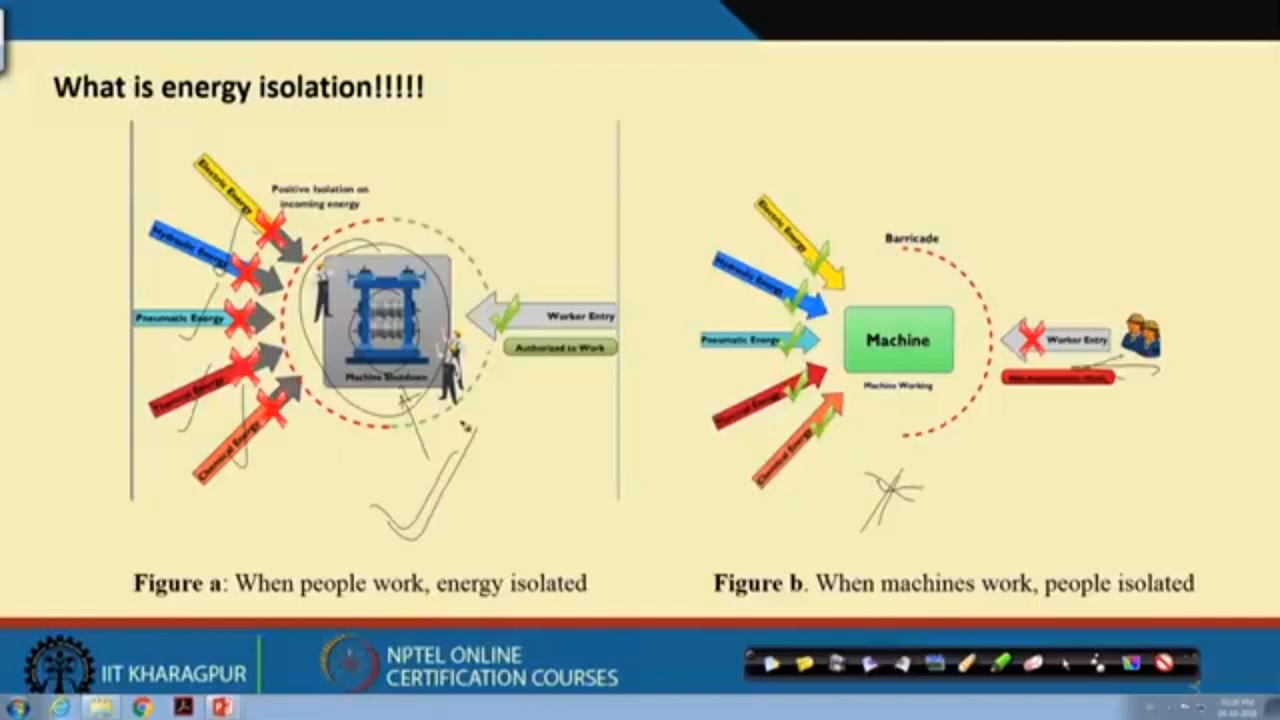 What is energy isolation!!!!!
Electric Energy
Positive Isolation on
incoming energy
Hydraulic Energy
Pneumatic Energy
Thermal Energy
Chemical Energy
Machine Shutdown
Worker Entry
Authorized to Work
Figure a: When people work, energy isolated
Electric Energy
Barricade
Hydraulic Energy
Pneumatic Energy
Thermal Energy
Chemical Energy
Machine
Machine Working
Worker Entry
Figure b. When machines work, people isolated
IIT KHARAGPUR
NPTEL ONLINE
CERTIFICATION COURSES